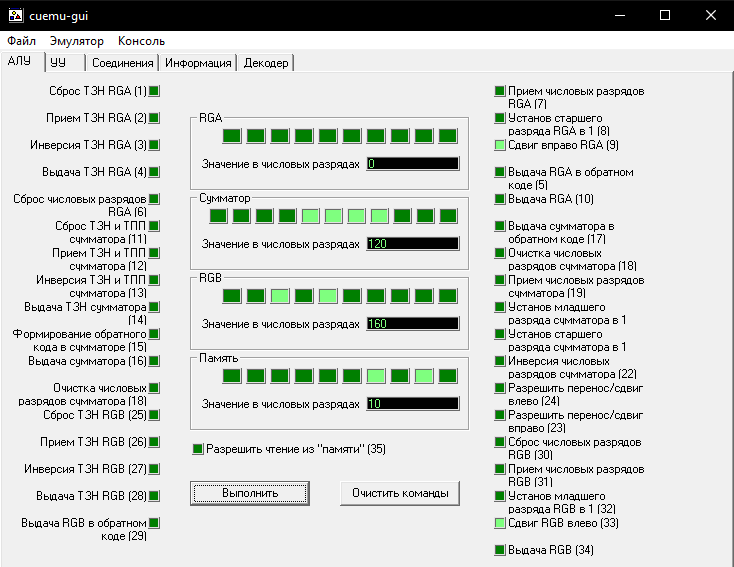 cuemu-gui
Файл Эмулятор Консоль
АЛУ УУ Соединения Информация Декодер
Сброс ТЗН RGA (1)
Прием ТЗН RGA (2)
Инверсия ТЗН RGA (3)
Выдача ТЗН RGA (4)
Сброс числовых разрядов
RGA (6)
Сброс ТЗН и ТПП
сумматора (11)
Прием ТЗН и ТПП
сумматора (12)
Инверсия ТЗН и ТПП
сумматора (13)
Выдача ТЗН сумматора
(14)
Формирование обратного
кода в сумматоре (15)
Выдача сумматора (16)
Очистка числовых
разрядов сумматора (18)
Сброс ТЗН RGB (25)
Прием ТЗН RGB (26)
Инверсия ТЗН RGB (27)
Выдача ТЗН RGB (28)
Выдача RGB в обратном
коде (29)
RGA
Значение в числовых разрядах 0
Сумматор
Значение в числовых разрядах 120
RGB
Значение в числовых разрядах 160
Память
Значение в числовых разрядах 10
Разрешить чтение из "памяти" (35)
Выполнить Очистить команды
Прием числовых разрядов
RGA (7)
Установ старшего
разряда RGA в 1 (8)
Сдвиг вправо RGA (9)
Выдача RGA в обратном
коде (5)
Выдача RGA (10)
Выдача сумматора в
обратном коде (17)
Очистка числовых
разрядов сумматора (18)
Прием числовых разрядов
сумматора (19)
Установ младшего
разряда сумматора в 1
Установ старшего
разряда сумматора в 1
Инверсия числовых
разрядов сумматора (22)
Разрешить перенос/сдвиг
влево (24)
Разрешить перенос/сдвиг
вправо (23)
Сброс числовых разрядов
RGB (30)
Прием числовых разрядов
RGB (31)
Установ младшего
разряда RGB в 1 (32)
Сдвиг RGB влево (33)
Выдача RGB (34)